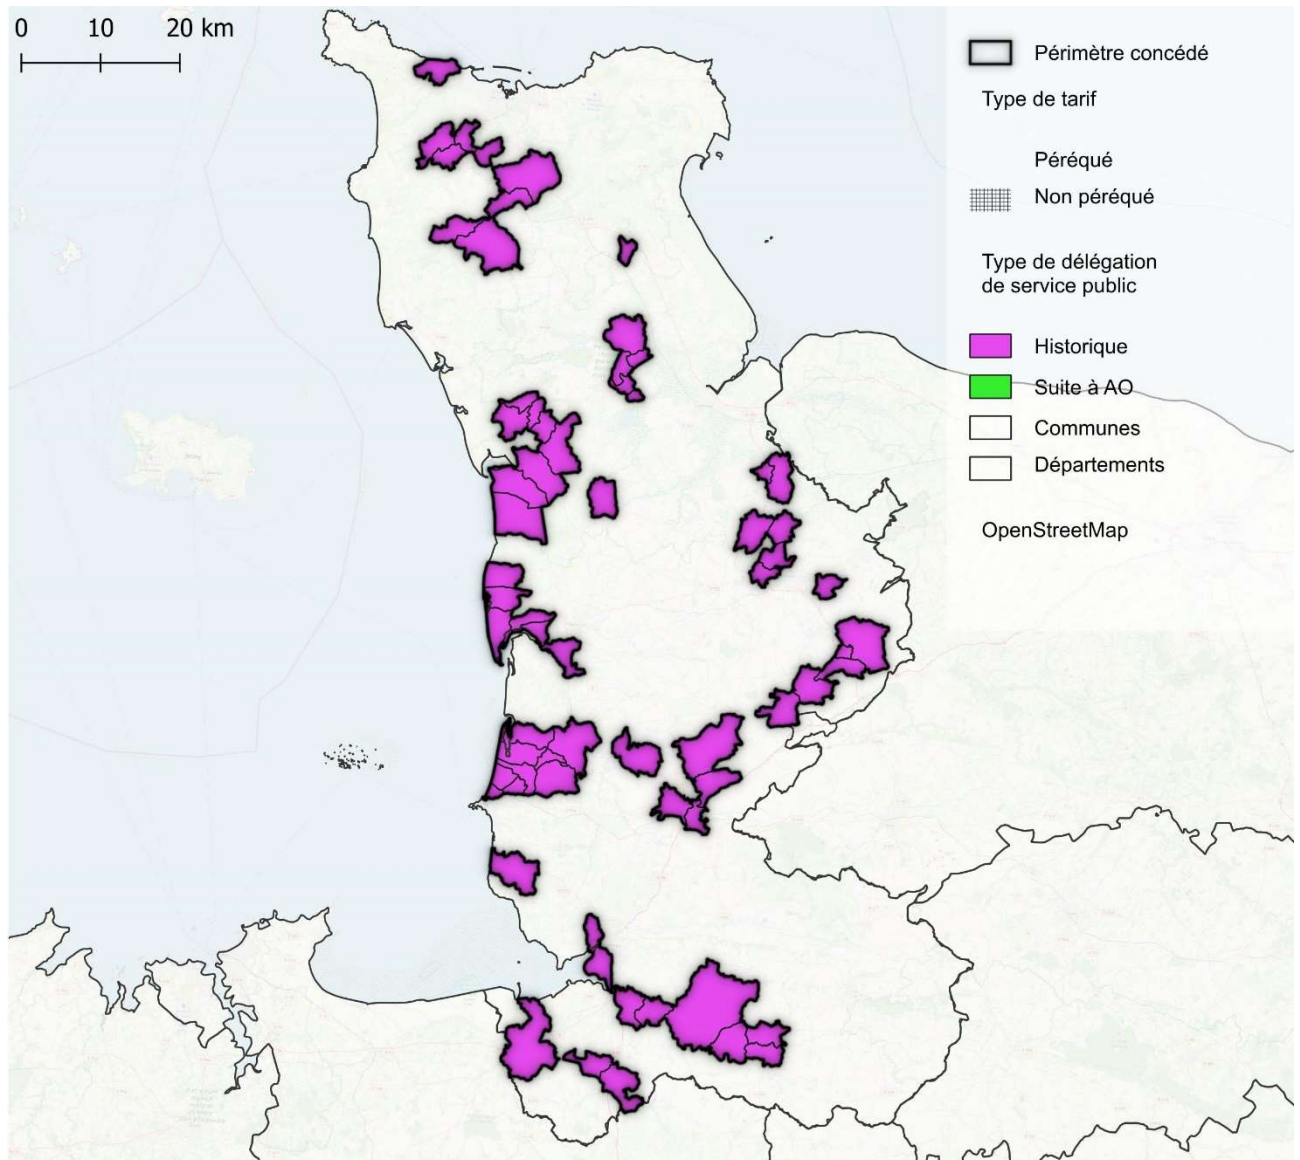 0 10 20 km
Périmètre concédé
Type de tarif
Péréqué
Non péréqué
Type de délégation
de service public
Historique
Suite à AO
Communes
Départements
OpenStreetMap